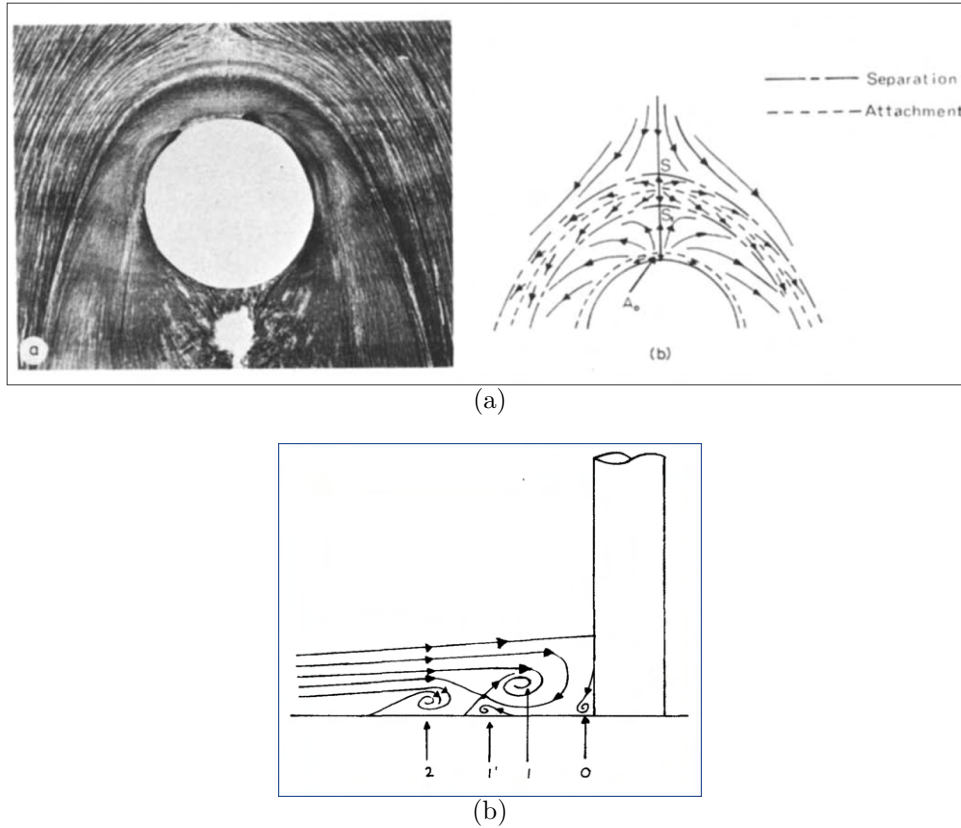 Separation
Attachment
S
S
A₀
a
(b)
(a)
2
1'
1
0
(b)